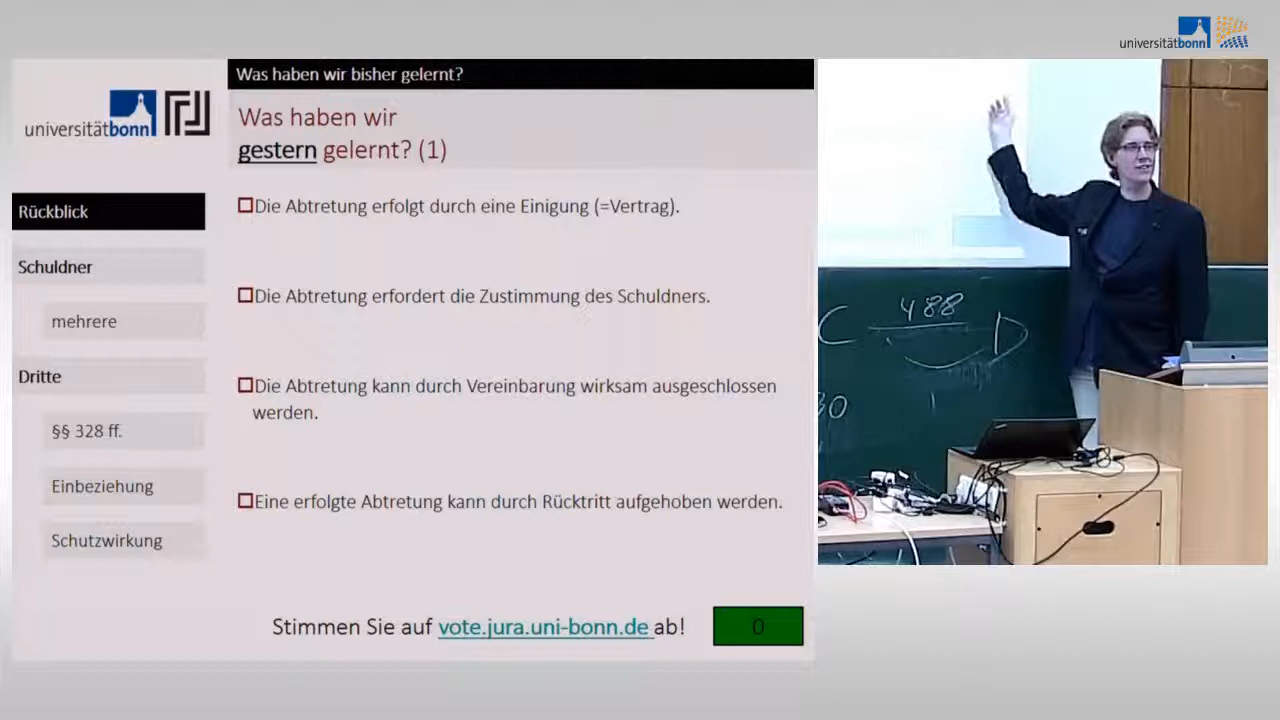 universitätbonn
Was haben wir bisher gelernt?
universitätbonn
Was haben wir
gestern gelernt? (1)
Rückblick
Schuldner
mehrere
Dritte
§§ 328 ff.
Einbeziehung
Schutzwirkung
Die Abtretung erfolgt durch eine Einigung (=Vertrag).
Die Abtretung erfordert die Zustimmung des Schuldners.
Die Abtretung kann durch Vereinbarung wirksam ausgeschlossen
werden.
Eine erfolgte Abtretung kann durch Rücktritt aufgehoben werden.
Stimmen Sie auf vote.jura.uni-bonn.de ab!
0
C 488 D